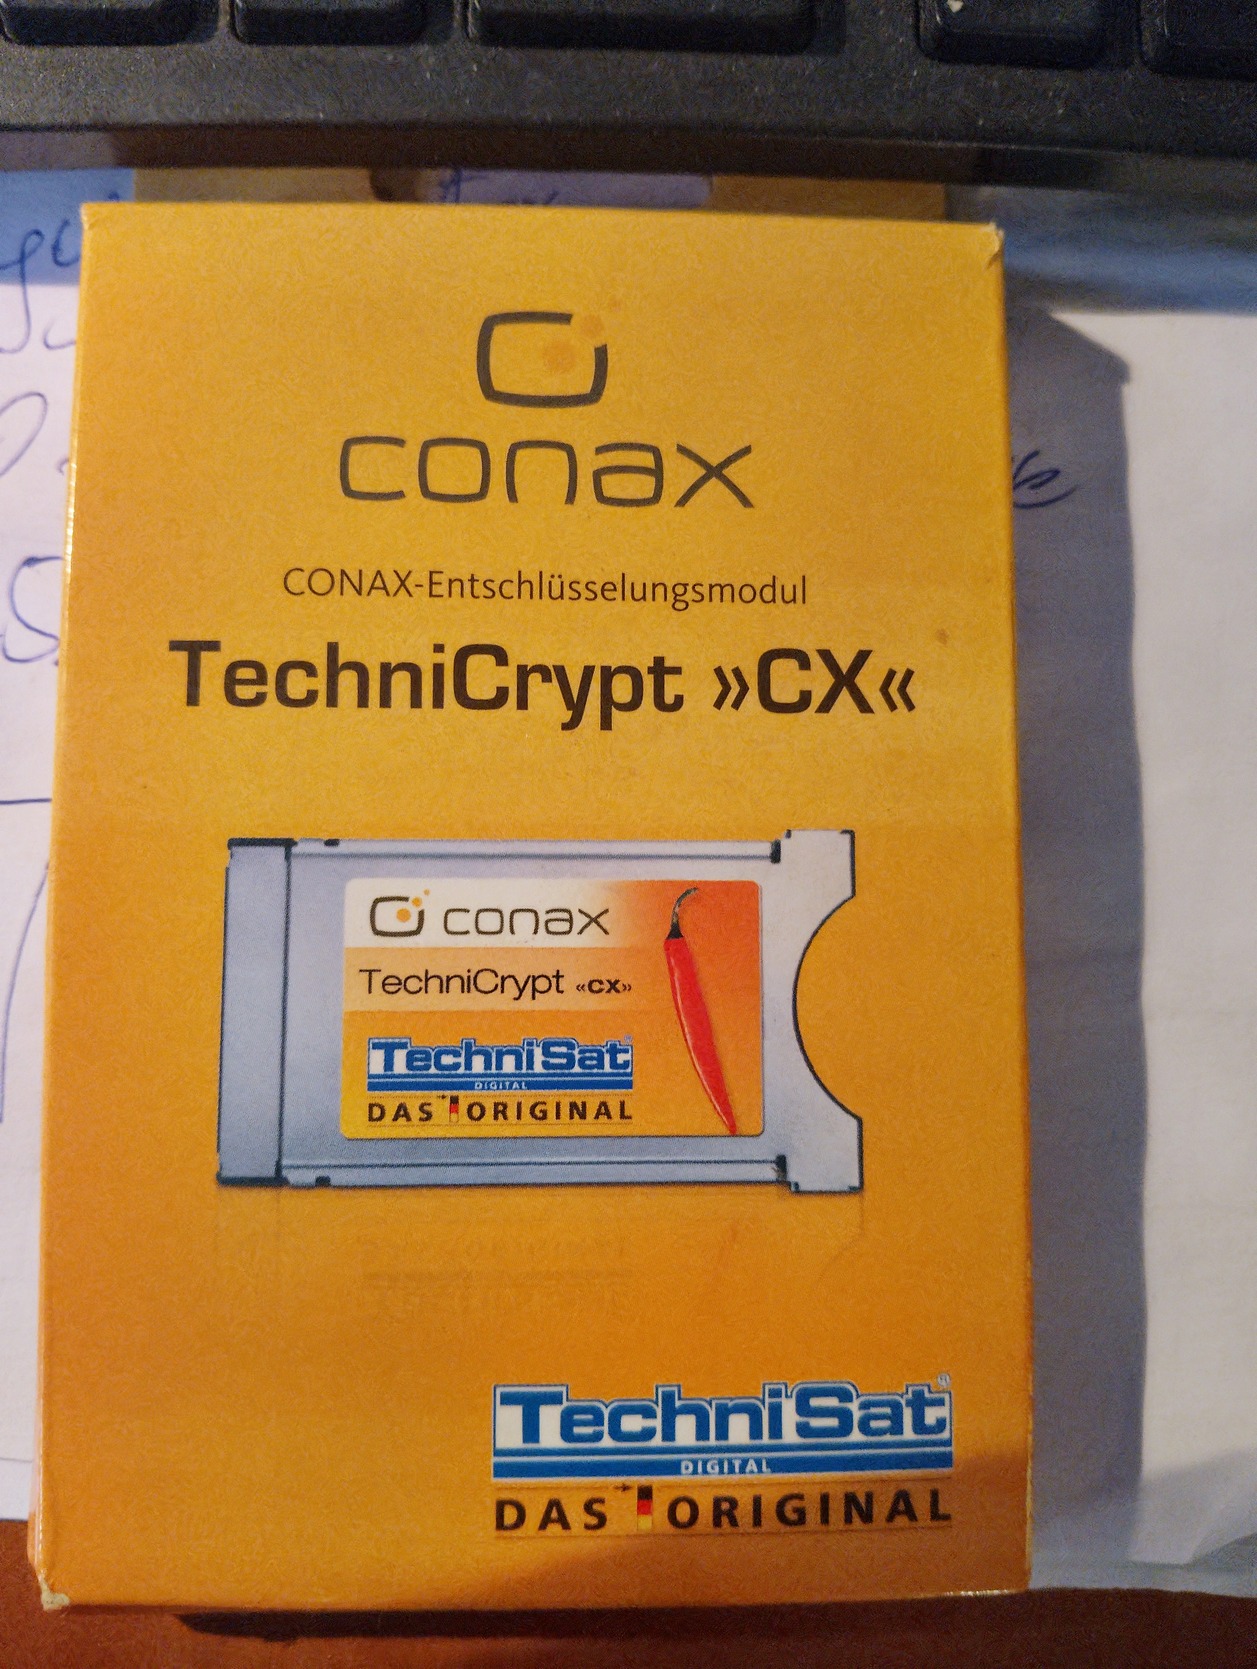 conax
CONAX-Entschlüsselungsmodul
TechniCrypt »CX«
conax
TechniCrypt «cx»
TechniSat
DIGITAL
DAS ORIGINAL
TechniSat
DIGITAL
DAS ORIGINAL